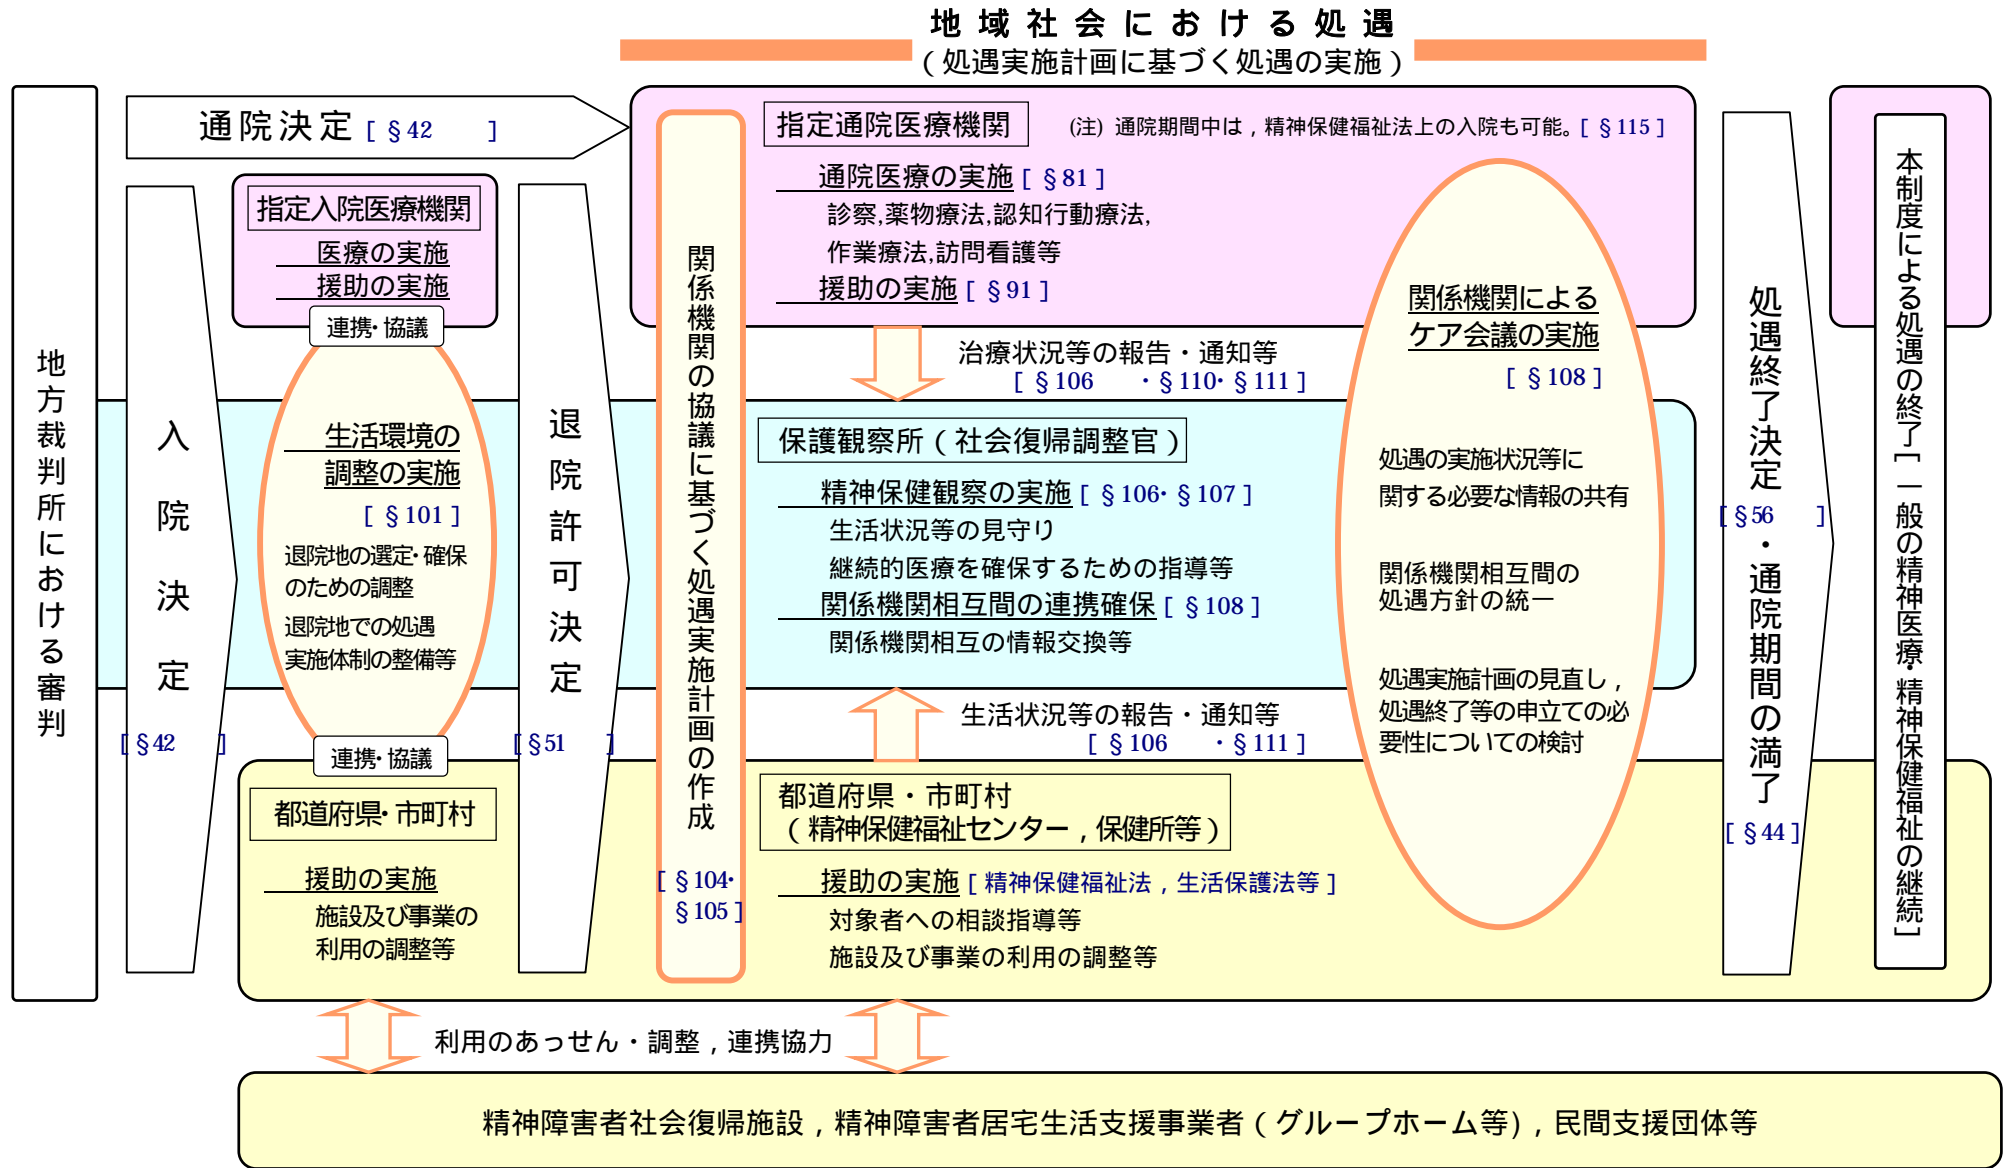 地域社会における処遇
（処遇実施計画に基づく処遇の実施）
地方裁判所における審判
通院決定 [ §42 ]
入院決定
[ §42 ]
指定入院医療機関
医療の実施
援助の実施
連携・協議
生活環境の
調整の実施
[ §101 ]
退院地の選定・確保
のための調整
退院地での処遇
実施体制の整備等
連携・協議
都道府県・市町村
援助の実施
施設及び事業の
利用の調整等
退院許可決定
[ §51 ]
関係機関の協議に基づく処遇実施計画の作成
[ §104・
§105 ]
指定通院医療機関
(注) 通院期間中は，精神保健福祉法上の入院も可能。[ §115 ]
通院医療の実施 [ §81 ]
診察,薬物療法,認知行動療法,
作業療法,訪問看護等
援助の実施 [ §91 ]
治療状況等の報告・通知等
[ §106 ・§110・§111 ]
保護観察所（社会復帰調整官）
精神保健観察の実施 [ §106・§107 ]
生活状況等の見守り
継続的医療を確保するための指導等
関係機関相互間の連携確保 [ §108 ]
関係機関相互の情報交換等
生活状況等の報告・通知等
[ §106 ・§111 ]
都道府県・市町村
（精神保健福祉センター，保健所等）
援助の実施 [ 精神保健福祉法，生活保護法等 ]
対象者への相談指導等
施設及び事業の利用の調整等
関係機関による
ケア会議の実施
[ §108 ]
処遇の実施状況等に
関する必要な情報の共有
関係機関相互間の
処遇方針の統一
処遇実施計画の見直し，
処遇終了等の申立ての必
要性についての検討
処遇終了決定・通院期間の満了
[ §56 ]
[ §44 ]
本制度による処遇の終了[一般の精神医療・精神保健福祉の継続]
利用のあっせん・調整，連携協力
精神障害者社会復帰施設，精神障害者居宅生活支援事業者（グループホーム等），民間支援団体等